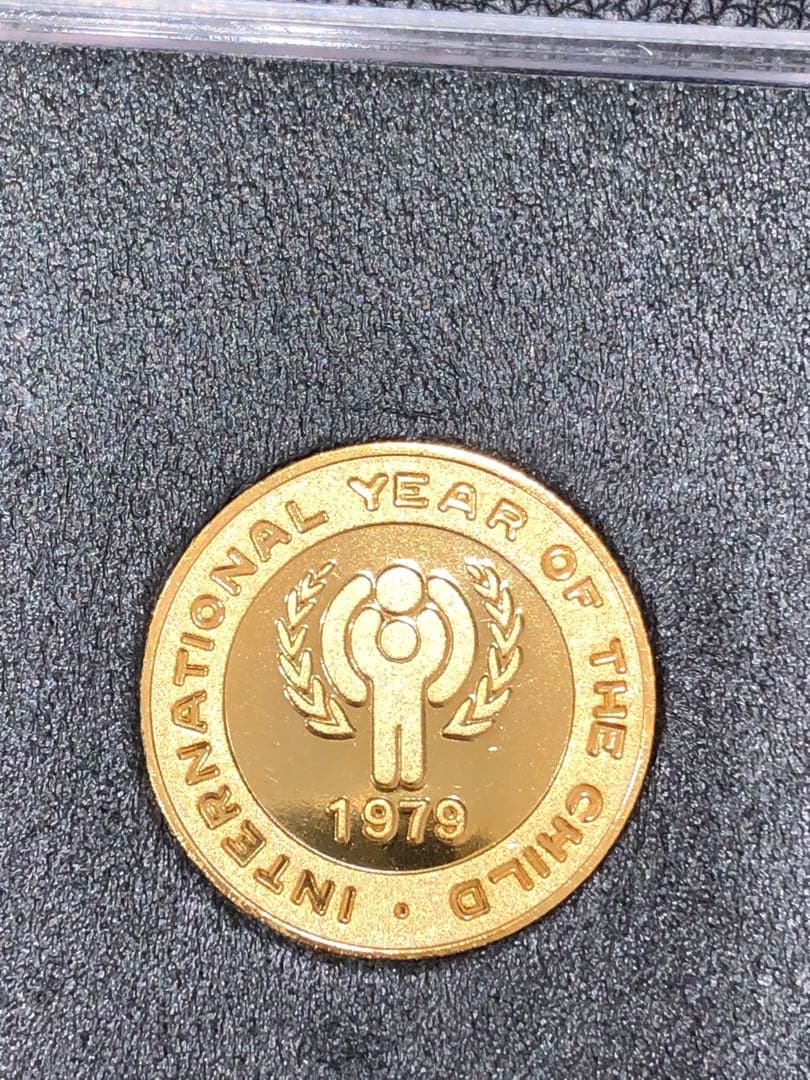 INTERNATIONAL YEAR OF THE CHILD •
1979